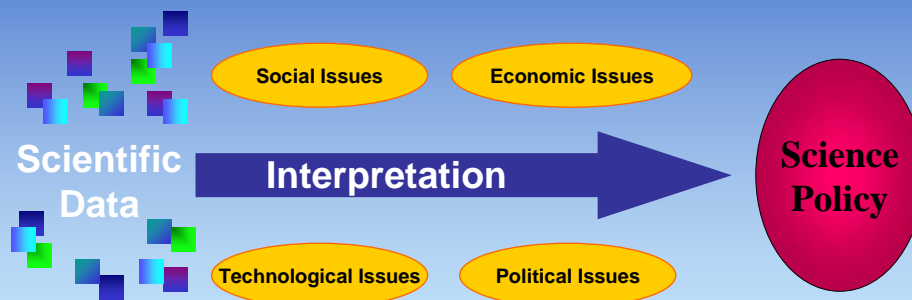 Social Issues
Economic Issues
Scientific
Data
Interpretation
Science
Policy
Technological Issues
Political Issues